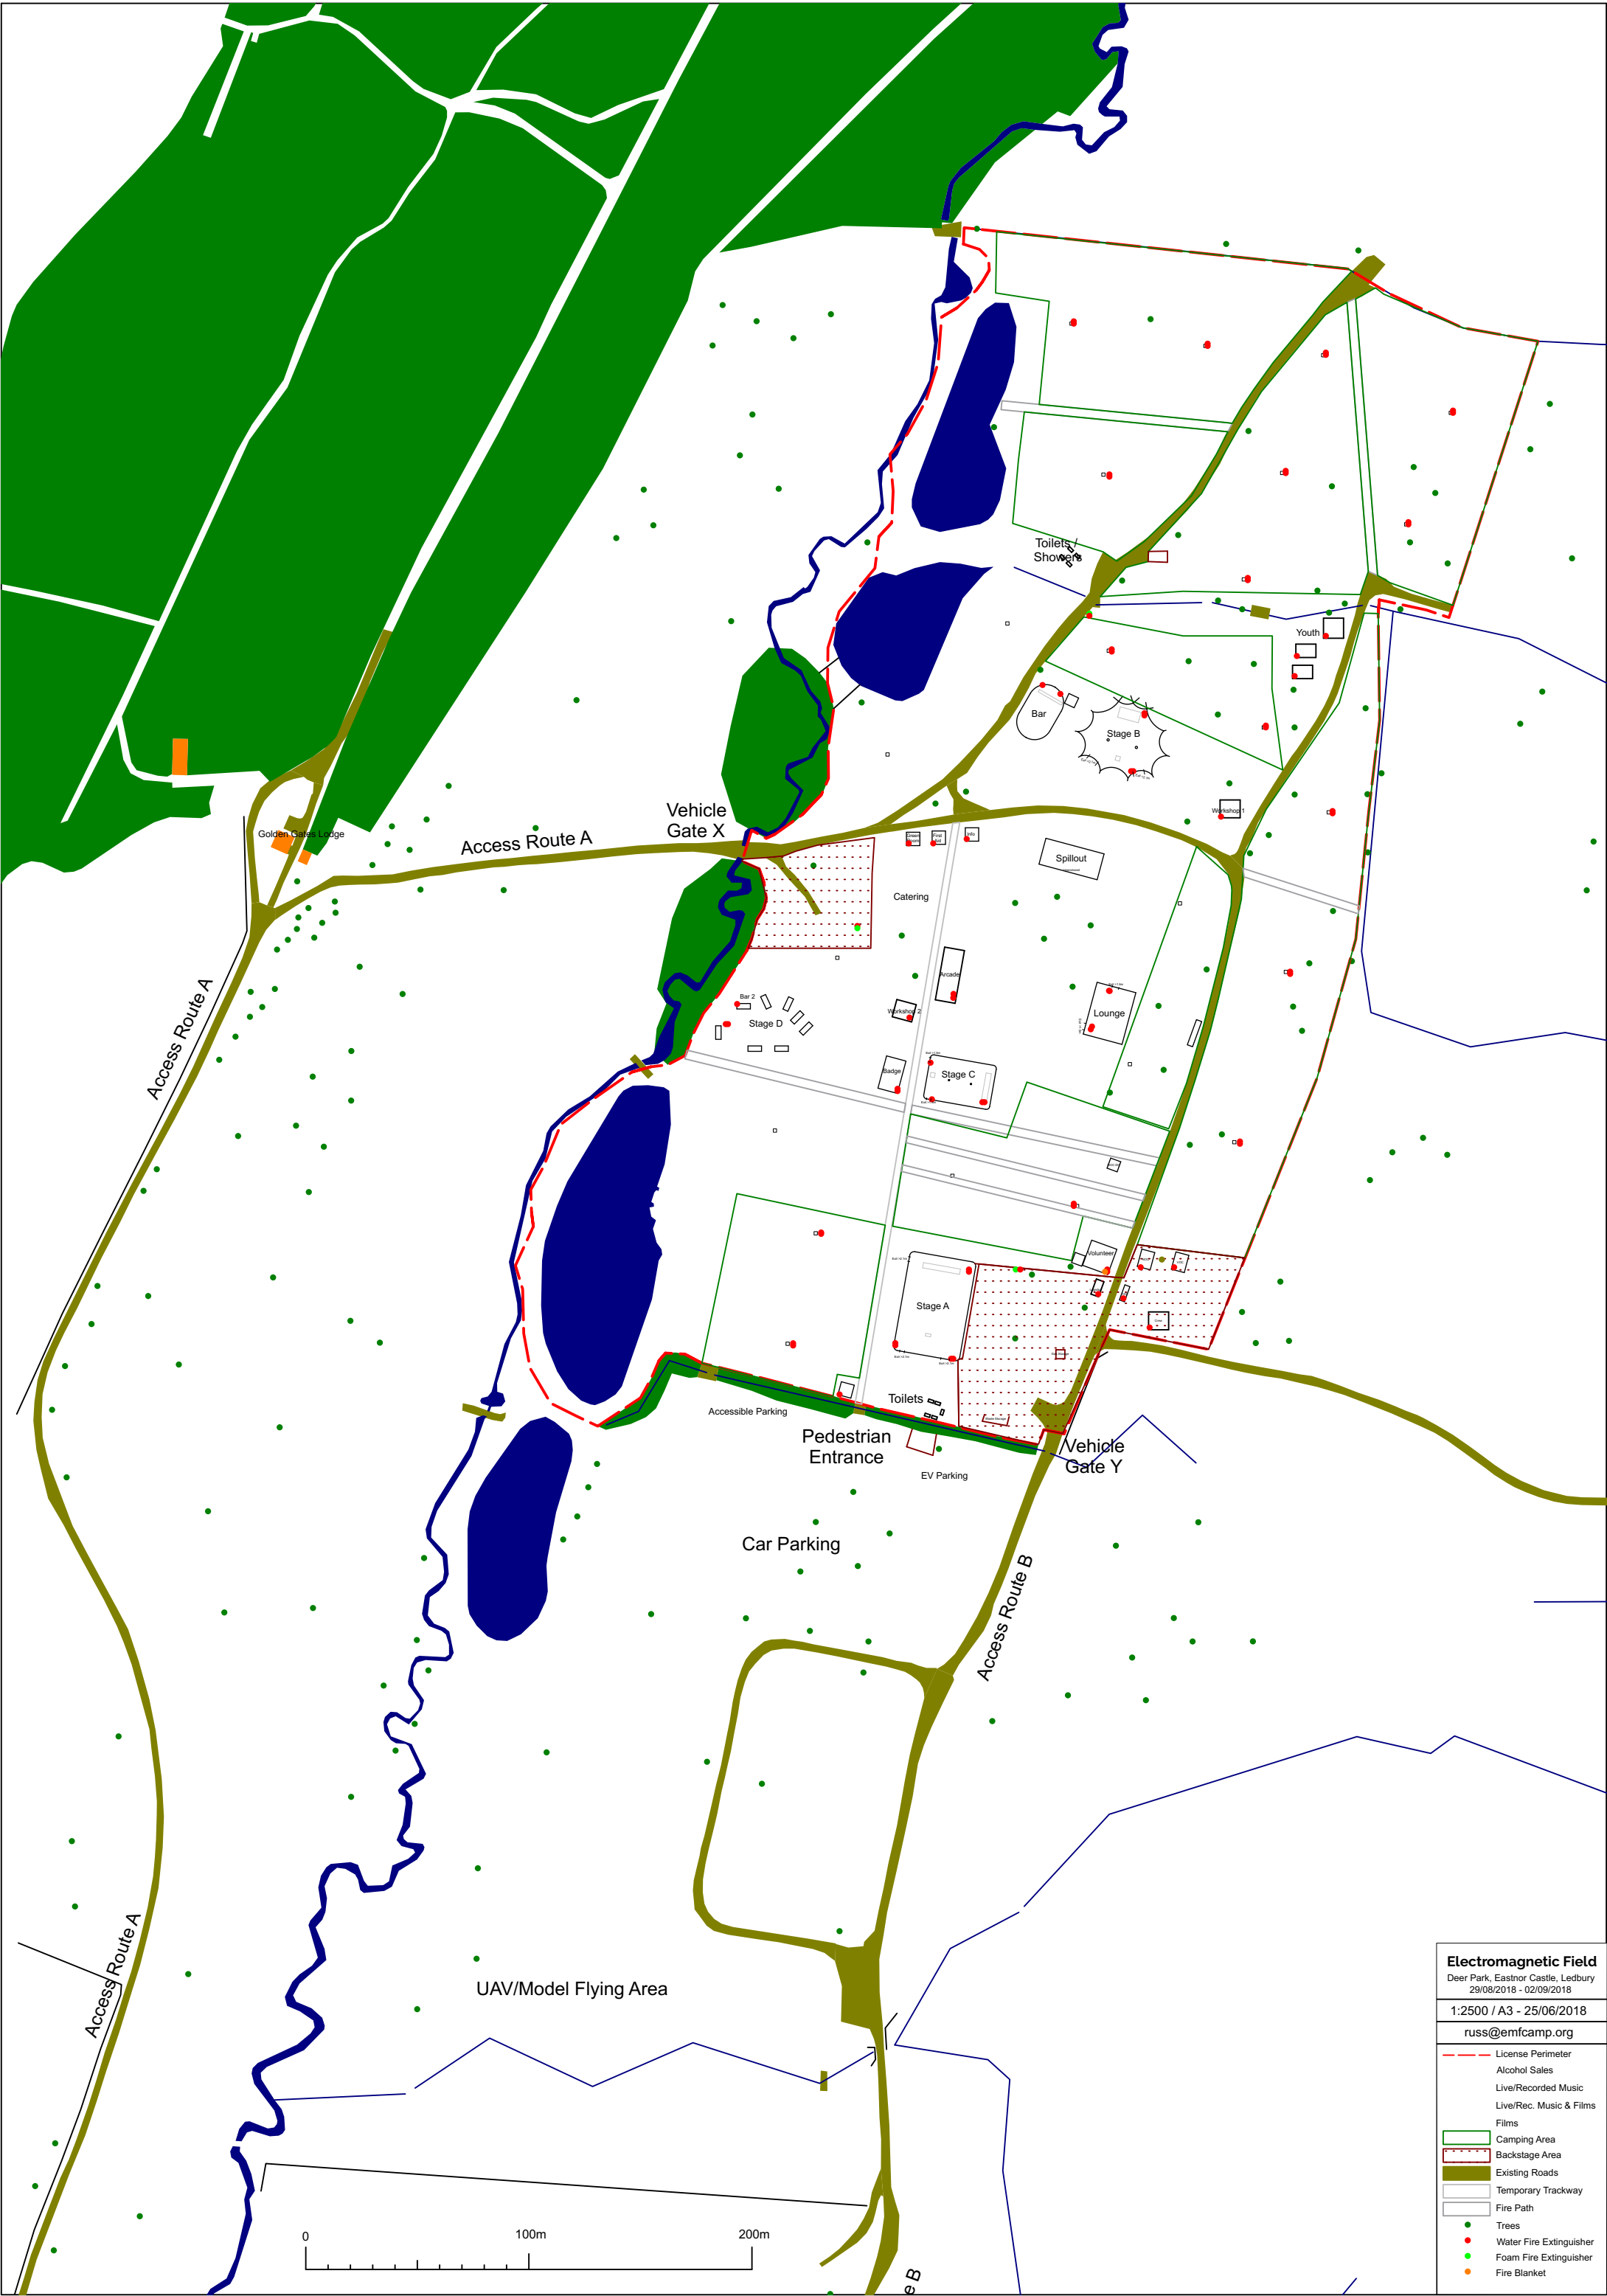 Toilets /
Showers
Youth
Bar
Stage B
Vehicle
Gate X
Workshop 1
Golden Gates Lodge
Access Route A
Info
Spillout
Catering
Arcade
Access Route A
Bar 2
Stage D
Workshop 2
Lounge
Badge
Stage C
Volunteer
Stage A
Toilets
Accessible Parking
Pedestrian
Entrance
Vehicle
Gate Y
EV Parking
Car Parking
Access Route B
Access Route A
UAV/Model Flying Area
0
100m
200m
e B
Electromagnetic Field
Deer Park, Eastnor Castle, Ledbury
29/08/2018 - 02/09/2018
1:2500 / A3 - 25/06/2018
russ@emfcamp.org
License Perimeter
Alcohol Sales
Live/Recorded Music
Live/Rec. Music & Films
Films
Camping Area
Backstage Area
Existing Roads
Temporary Trackway
Fire Path
Trees
Water Fire Extinguisher
Foam Fire Extinguisher
Fire Blanket